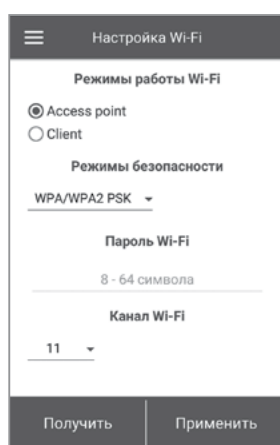 Настройка Wi-Fi
Режимы работы Wi-Fi
Access point
Client
Режимы безопасности
WPA/WPA2 PSK
Пароль Wi-Fi
8 - 64 символа
Канал Wi-Fi
11
Получить Применить